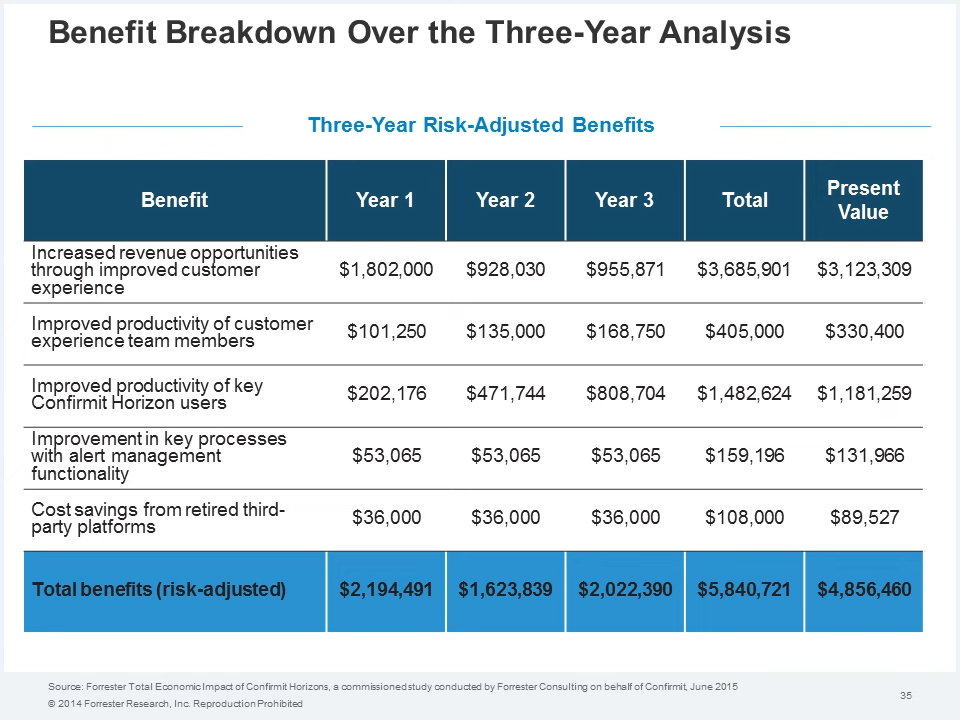 Benefit Breakdown Over the Three-Year Analysis
Three-Year Risk-Adjusted Benefits
Benefit Year 1 Year 2 Year 3 Total Present Value
Increased revenue opportunities
through improved customer
experience
$1,802,000 $928,030 $955,871 $3,685,901 $3,123,309
Improved productivity of customer
experience team members
$101,250 $135,000 $168,750 $405,000 $330,400
Improved productivity of key
Confirmit Horizon users
$202,176 $471,744 $808,704 $1,482,624 $1,181,259
Improvement in key processes
with alert management
functionality
$53,065 $53,065 $53,065 $159,196 $131,966
Cost savings from retired third-
party platforms
$36,000 $36,000 $36,000 $108,000 $89,527
Total benefits (risk-adjusted) $2,194,491 $1,623,839 $2,022,390 $5,840,721 $4,856,460
Source: Forrester Total Economic Impact of Confirmit Horizons, a commissioned study conducted by Forrester Consulting on behalf of Confirmit, June 2015
© 2014 Forrester Research, Inc. Reproduction Prohibited
35